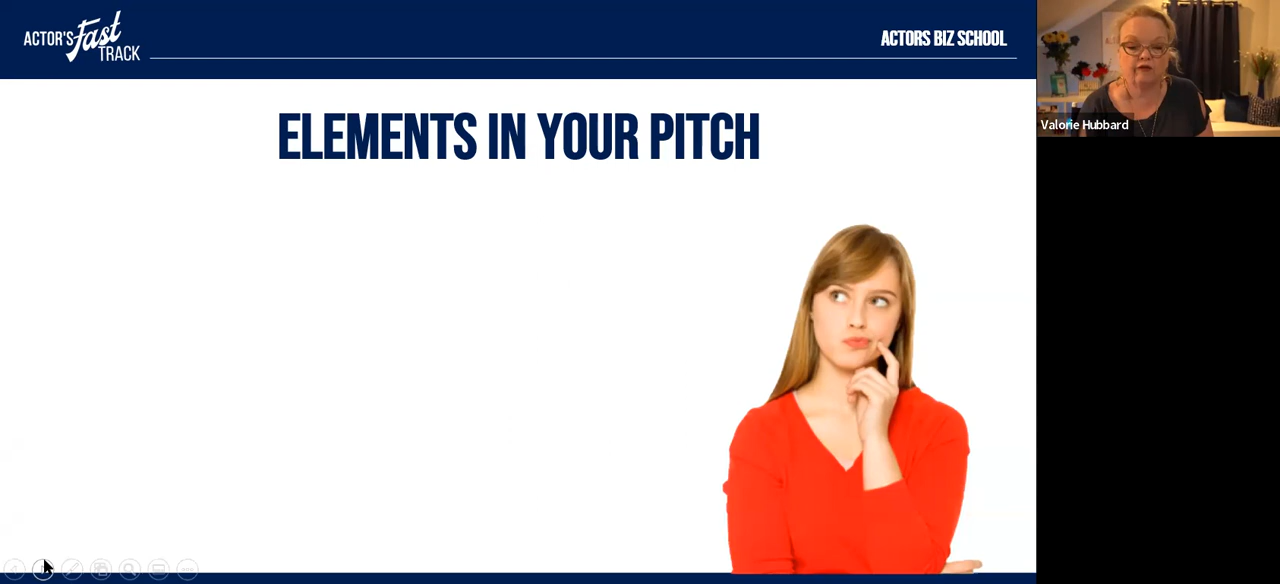 ACTOR'S Fast TRACK
ACTORS BIZ SCHOOL
ELEMENTS IN YOUR PITCH
Valorie Hubbard